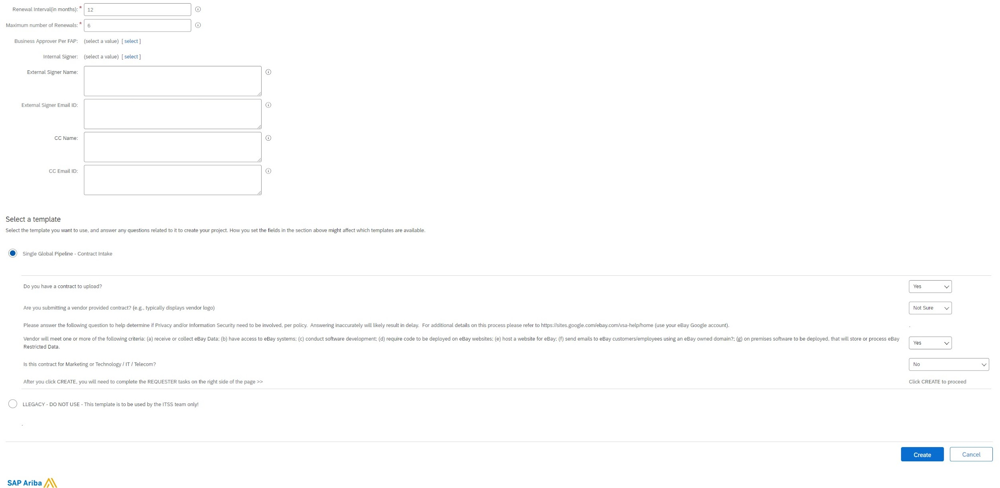 Renewal Interval(in months): * 12
Maximum number of Renewals: * 6
Business Approver Per FAP: (select a value) [ select ]
Internal Signer: (select a value) [ select ]
External Signer Name:
External Signer Email ID:
CC Name:
CC Email ID:
Select a template
Select the template you want to use, and answer any questions related to it to create your project. How you set the fields in the section above might affect which templates are available.
Single Global Pipeline - Contract Intake
Do you have a contract to upload? Yes
Are you submitting a vendor provided contract? (e.g., typically displays vendor logo) Not Sure
Please answer the following question to help determine if Privacy and/or Information Security need to be involved, per policy. Answering inaccurately will likely result in delay. For additional details on this process please refer to https://sites.google.com/ebay.com/vsa-help/home (use your eBay Google account). .
Vendor will meet one or more of the following criteria: (a) receive or collect eBay Data; (b) have access to eBay systems; (c) conduct software development; (d) require code to be deployed on eBay websites; (e) host a website for eBay; (f) send emails to eBay customers/employees using an eBay owned domain?; (g) on premises software to be deployed, that will store or process eBay
Restricted Data. Yes
Is this contract for Marketing or Technology / IT / Telecom? No
After you click CREATE, you will need to complete the REQUESTER tasks on the right side of the page >> Click CREATE to proceed
LLEGACY - DO NOT USE - This template is to be used by the ITSS team only!
.
Create Cancel
SAP Ariba